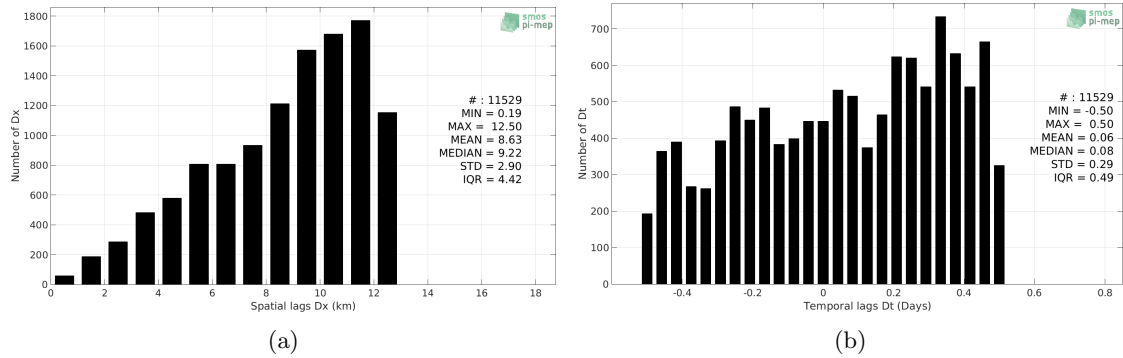 1800
1600
1400
1200
1000
800
600
400
200
0
Number of Dx
smos
pi-mep
# : 11529
MIN = 0.19
MAX = 12.50
MEAN = 8.63
MEDIAN = 9.22
STD = 2.90
IQR = 4.42
0 2 4 6 8 10 12 14 16 18
Spatial lags Dx (km)
(a)
700
600
500
400
300
200
100
0
Number of Dt
smos
pi-mep
# : 11529
MIN = -0.50
MAX = 0.50
MEAN = 0.06
MEDIAN = 0.08
STD = 0.29
IQR = 0.49
-0.4 -0.2 0 0.2 0.4 0.6 0.8
Temporal lags Dt (Days)
(b)